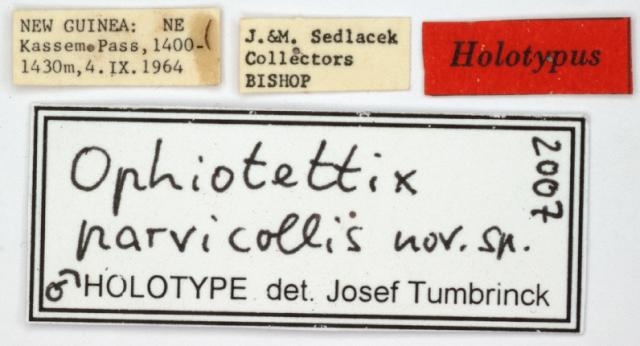 NEW GUINEA: NE
Kassem Pass, 1400-
1430m, 4. IX. 1964
J.&M. Sedlacek
Collectors
BISHOP
Holotypus
Ophiotettix
parvicollis nov. sp.
2007
♂ HOLOTYPE det. Josef Tumbrinck